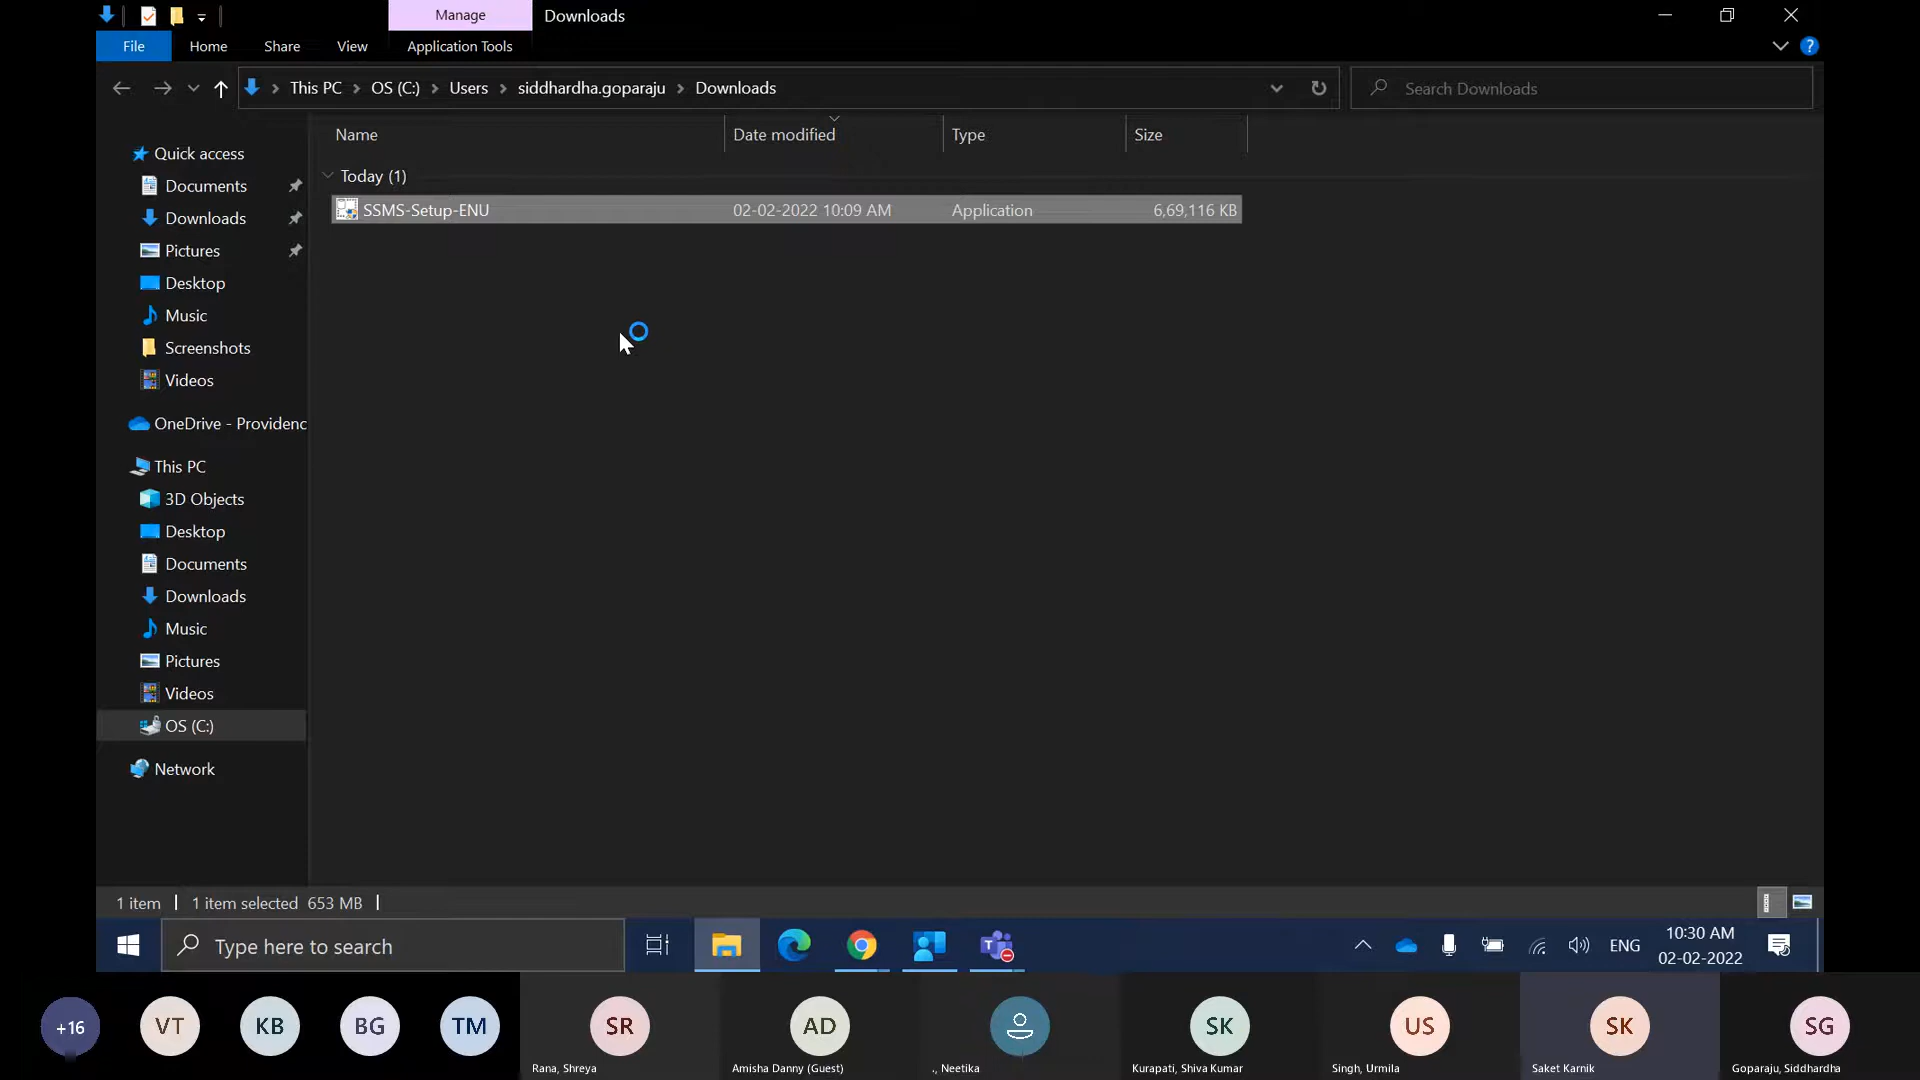 Manage
Downloads
File
Home
Share
View
Application Tools
?
This PC
OS (C:)
Users
siddhardha.goparaju
Downloads
Search Downloads
Name
Date modified
Type
Size
Quick access
Documents
Downloads
Pictures
Desktop
Music
Screenshots
Videos
OneDrive - Providenc
This PC
3D Objects
Desktop
Documents
Downloads
Music
Pictures
Videos
OS (C:)
Network
Today (1)
SSMS-Setup-ENU 02-02-2022 10:09 AM Application 6,69,116 KB
1 item 1 item selected 653 MB
Type here to search
ENG
10:30 AM
02-02-2022
+16
VT
KB
BG
TM
SR
AD
SK
US
SK
SG
Rana, Shreya
Amisha Danny (Guest)
., Neetika
Kurapati, Shiva Kumar
Singh, Urmila
Saket Karnik
Goparaju, Siddhardha